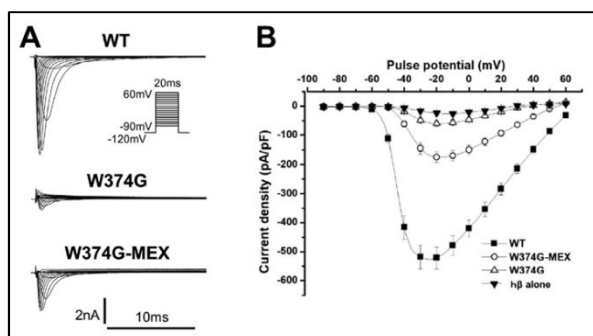 A
WT
20ms
60mV
-90mV
-120mV
W374G
W374G-MEX
2nA
10ms
B
Pulse potential (mV)
-100 -80 -60 -40 -20 0 20 40 60
Current density (pA/pF)
0
-100
-200
-300
-400
-500
-600
WT
W374G-MEX
W374G
hβ alone